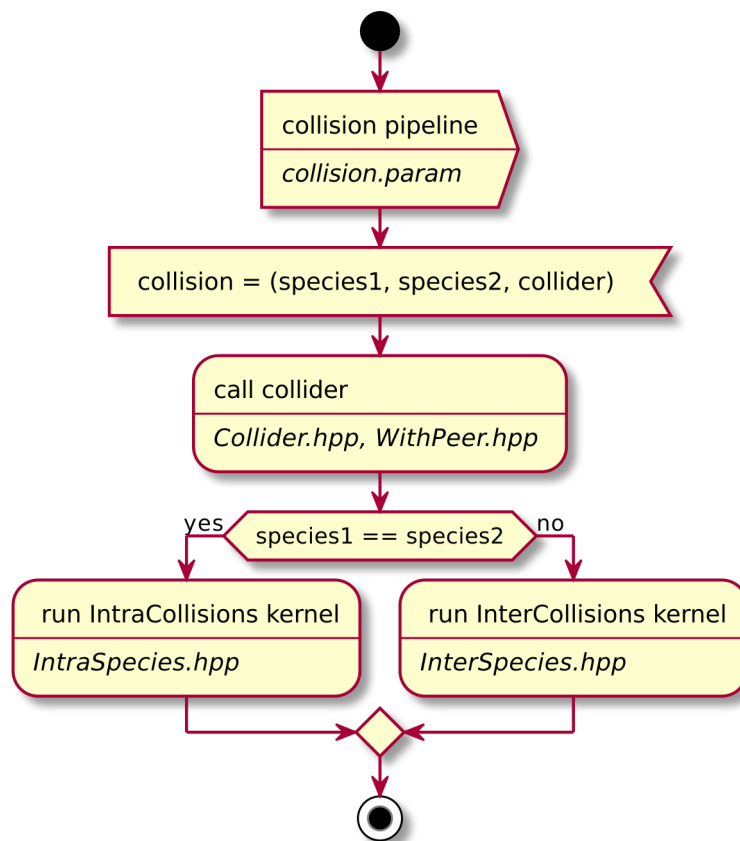 collision pipeline
collision.param
collision = (species1, species2, collider)
call collider
Collider.hpp, WithPeer.hpp
yes
species1 == species2
no
run IntraCollisions kernel
IntraSpecies.hpp
run InterCollisions kernel
InterSpecies.hpp